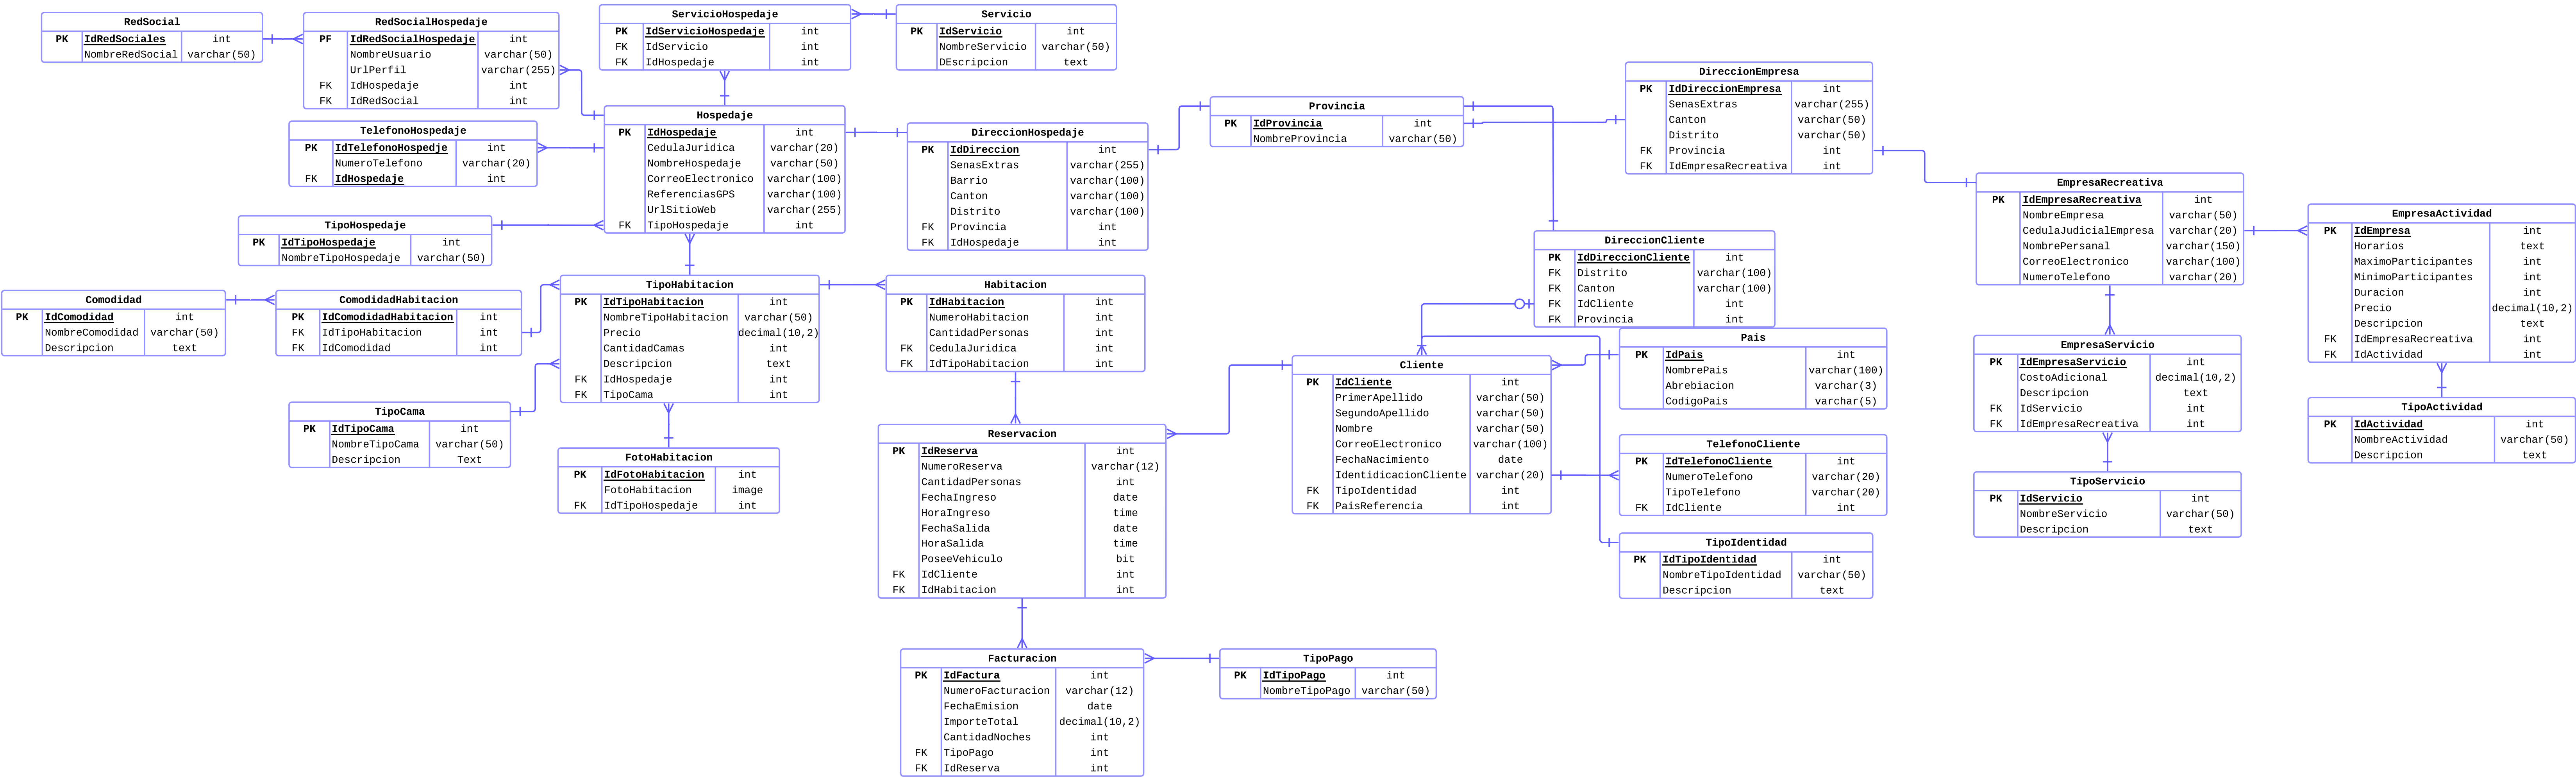 RedSocial
PK IdRedSociales int
NombreRedSocial varchar(50)
RedSocialHospedaje
PF IdRedSocialHospedaje int
NombreUsuario varchar(50)
UrlPerfil varchar(255)
FK IdHospedaje int
FK IdRedSocial int
ServicioHospedaje
PK IdServicioHospedaje int
FK IdServicio int
FK IdHospedaje int
Servicio
PK IdServicio int
NombreServicio varchar(50)
DEscripcion text
TelefonoHospedaje
PK IdTelefonoHospedje int
NumeroTelefono varchar(20)
FK IdHospedaje int
Hospedaje
PK IdHospedaje int
CedulaJuridica varchar(20)
NombreHospedaje varchar(50)
CorreoElectronico varchar(100)
ReferenciasGPS varchar(100)
UrlSitioWeb varchar(255)
FK TipoHospedaje int
DireccionHospedaje
PK IdDireccion int
SenasExtras varchar(255)
Barrio varchar(100)
Canton varchar(100)
Distrito varchar(100)
FK Provincia int
FK IdHospedaje int
Provincia
PK IdProvincia int
NombreProvincia varchar(50)
DireccionEmpresa
PK IdDireccionEmpresa int
SenasExtras varchar(255)
Canton varchar(50)
Distrito varchar(50)
FK Provincia int
FK IdEmpresaRecreativa int
EmpresaRecreativa
PK IdEmpresaRecreativa int
NombreEmpresa varchar(50)
CedulaJudicialEmpresa varchar(20)
NombrePersanal varchar(150)
CorreoElectronico varchar(100)
NumeroTelefono varchar(20)
EmpresaActividad
PK IdEmpresa int
Horarios text
MaximoParticipantes int
MinimoParticipantes int
Duracion int
Precio decimal(10,2)
Descripcion text
FK IdEmpresaRecreativa int
FK IdActividad int
TipoHospedaje
PK IdTipoHospedaje int
NombreTipoHospedaje varchar(50)
DireccionCliente
PK IdDireccionCliente int
FK Distrito varchar(100)
FK Canton varchar(100)
FK IdCliente int
FK Provincia int
Comodidad
PK IdComodidad int
NombreComodidad varchar(50)
Descripcion text
ComodidadHabitacion
PK IdComodidadHabitacion int
FK IdTipoHabitacion int
FK IdComodidad int
TipoHabitacion
PK IdTipoHabitacion int
NombreTipoHabitacion varchar(50)
Precio decimal(10,2)
CantidadCamas int
Descripcion text
FK IdHospedaje int
FK TipoCama int
Habitacion
PK IdHabitacion int
NumeroHabitacion int
CantidadPersonas int
FK CedulaJuridica int
FK IdTipoHabitacion int
Pais
PK IdPais int
NombrePais varchar(100)
Abrebiacion varchar(3)
CodigoPais varchar(5)
EmpresaServicio
PK IdEmpresaServicio int
CostoAdicional decimal(10,2)
Descripcion text
FK IdServicio int
FK IdEmpresaRecreativa int
Cliente
PK IdCliente int
PrimerApellido varchar(50)
SegundoApellido varchar(50)
Nombre varchar(50)
CorreoElectronico varchar(100)
FechaNacimiento date
IdentidicacionCliente varchar(20)
FK TipoIdentidad int
FK PaisReferencia int
TipoActividad
PK IdActividad int
NombreActividad varchar(50)
Descripcion text
TipoCama
PK IdTipoCama int
NombreTipoCama varchar(50)
Descripcion Text
FotoHabitacion
PK IdFotoHabitacion int
FotoHabitacion image
FK IdTipoHospedaje int
Reservacion
PK IdReserva int
NumeroReserva varchar(12)
CantidadPersonas int
FechaIngreso date
HoraIngreso time
FechaSalida date
HoraSalida time
PoseeVehiculo bit
FK IdCliente int
FK IdHabitacion int
TelefonoCliente
PK IdTelefonoCliente int
NumeroTelefono varchar(20)
TipoTelefono varchar(20)
FK IdCliente int
TipoServicio
PK IdServicio int
NombreServicio varchar(50)
Descripcion text
TipoIdentidad
PK IdTipoIdentidad int
NombreTipoIdentidad varchar(50)
Descripcion text
Facturacion
PK IdFactura int
NumeroFacturacion varchar(12)
FechaEmision date
ImporteTotal decimal(10,2)
CantidadNoches int
FK TipoPago int
FK IdReserva int
TipoPago
PK IdTipoPago int
NombreTipoPago varchar(50)